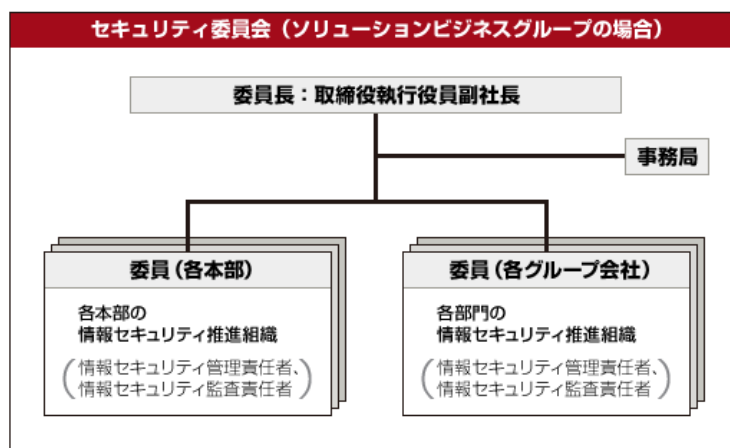 セキュリティ委員会（ソリューションビジネスグループの場合）
委員長：取締役執行役員副社長
事務局
委員（各本部）
各本部の
情報セキュリティ推進組織
（情報セキュリティ管理責任者、
情報セキュリティ監査責任者）
委員（各グループ会社）
各部門の
情報セキュリティ推進組織
（情報セキュリティ管理責任者、
情報セキュリティ監査責任者）